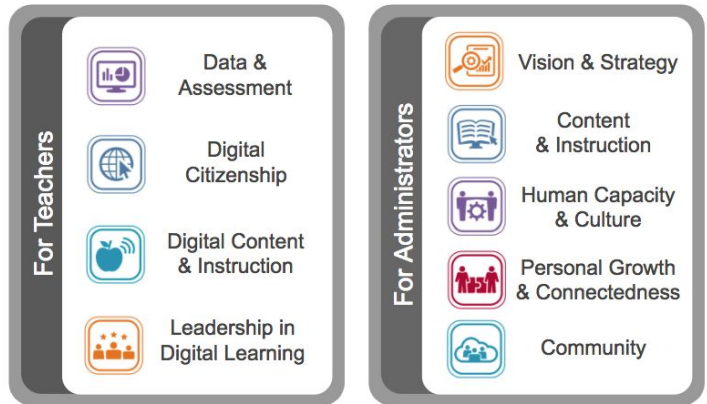 For Teachers
Data &
Assessment
Digital
Citizenship
Digital Content
& Instruction
Leadership in
Digital Learning
For Administrators
Vision & Strategy
Content
& Instruction
Human Capacity
& Culture
Personal Growth
& Connectedness
Community